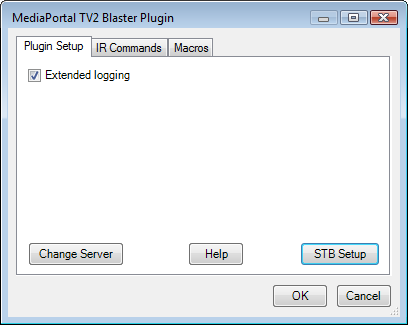 MediaPortal TV2 Blaster Plugin
Plugin Setup IR Commands Macros
Extended logging
Change Server Help STB Setup
OK Cancel